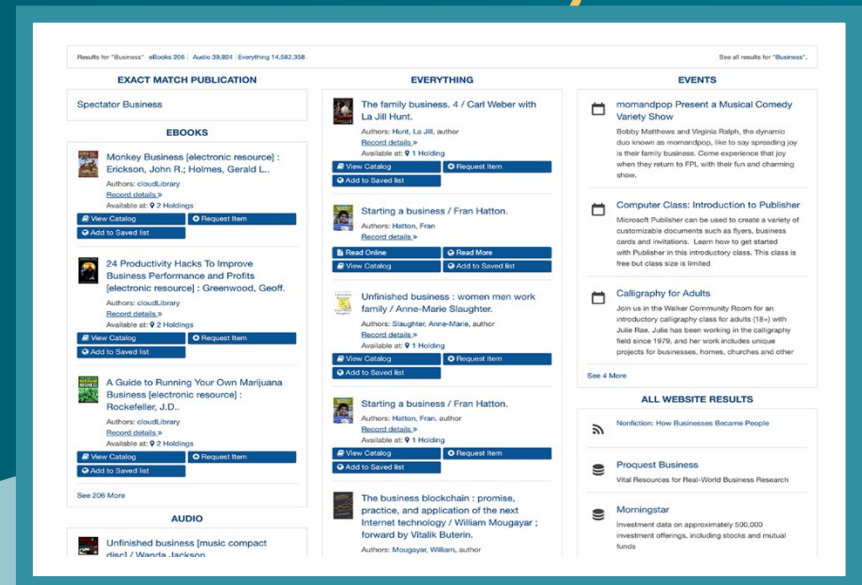 Results for "Business" eBooks 206 | Audio 39,924 | Everything 14,582,358
See all results for "Business".
EXACT MATCH PUBLICATION
Spectator Business
EBOOKS
Monkey Business [electronic resource] :
Erickson, John R.; Holmes, Gerald L..
Authors: cloudLibrary
Record details »
Available at: 2 Holdings
View Catalog
Request Item
Add to Saved list
24 Productivity Hacks To Improve
Business Performance and Profits
[electronic resource] : Greenwood, Geoff.
Authors: cloudLibrary
Record details »
Available at: 2 Holdings
View Catalog
Request Item
Add to Saved list
A Guide to Running Your Own Marijuana
Business [electronic resource] :
Rockefeller, J.D..
Authors: cloudLibrary
Record details »
Available at: 2 Holdings
View Catalog
Request Item
Add to Saved list
See 206 More
AUDIO
Unfinished business [music compact
disc] / Wanda Jackson
EVERYTHING
The family business. 4 / Carl Weber with
La Jill Hunt.
Authors: Hunt, La Jill, author
Record details »
Available at: 1 Holding
View Catalog
Request Item
Add to Saved list
Starting a business / Fran Hatton.
Authors: Hatton, Fran
Record details »
Read Online
Read More
View Catalog
Add to Saved list
Unfinished business : women men work
family / Anne-Marie Slaughter.
Authors: Slaughter, Anne-Marie, author
Record details »
Available at: 1 Holding
View Catalog
Request Item
Add to Saved list
Starting a business / Fran Hatton.
Authors: Hatton, Fran, author
Record details »
Available at: 1 Holding
View Catalog
Request Item
Add to Saved list
The business blockchain : promise,
practice, and application of the next
Internet technology / William Mougayar ;
forward by Vitalik Buterin.
Authors: Mougayar, William, author
EVENTS
momandpop Present a Musical Comedy
Variety Show
Bobby Matthews and Virginia Ralph, the dynamic
duo known as momandpop, like to say spreading joy
is their family business. Come experience that joy
when they return to FPL with their fun and charming
show.
Computer Class: Introduction to Publisher
Microsoft Publisher can be used to create a variety of
customizable documents such as flyers, business
cards and invitations. Learn how to get started
with Publisher in this introductory class. This class is
free but class size is limited
Calligraphy for Adults
Join us in the Walker Community Room for an
introductory calligraphy class for adults (18+) with
Julie Rae. Julie has been working in the calligraphy
field since 1979, and her work includes unique
projects for businesses, homes, churches and other
See 4 More
ALL WEBSITE RESULTS
Nonfiction: How Businesses Became People
Proquest Business
Vital Resources for Real-World Business Research
Morningstar
Investment data on approximately 500,000
investment offerings, including stocks and mutual
funds